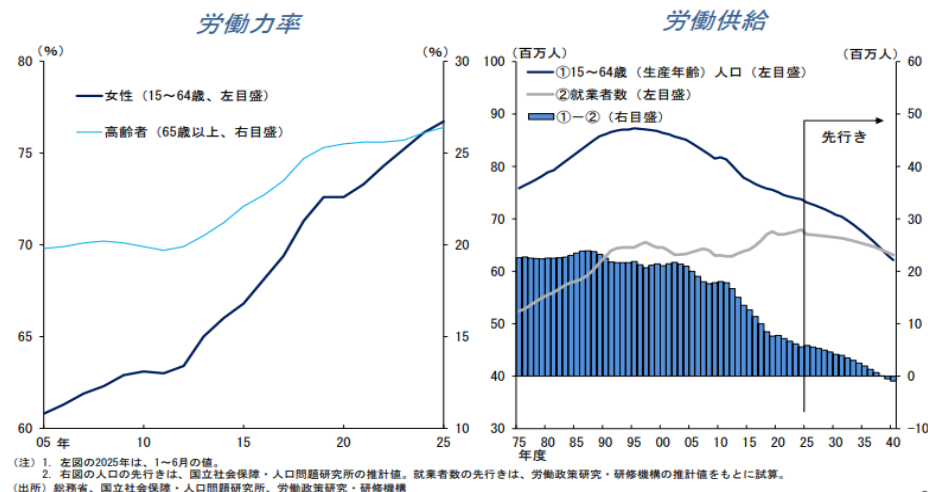 労働力率
（％）
（％）
80
75
70
65
60
30
25
20
15
10
女性（15～64歳、左目盛）
高齢者（65歳以上、右目盛）
05 年
10
15
20
25
労働供給
（百万人）
（百万人）
100
90
80
70
60
50
40
30
60
50
40
30
20
10
0
-10
①15～64歳（生産年齢）人口（左目盛）
②就業者数（左目盛）
①－②（右目盛）
先行き
75 80 85 90 95 00 05 10 15 20 25 30 35 40
年度
（注）1. 左図の2025年は、1～6月の値。
2. 右図の人口の先行きは、国立社会保障・人口問題研究所の推計値。就業者数の先行きは、労働政策研究・研修機構の推計値をもとに試算。
（出所）総務省、国立社会保障・人口問題研究所、労働政策研究・研修機構